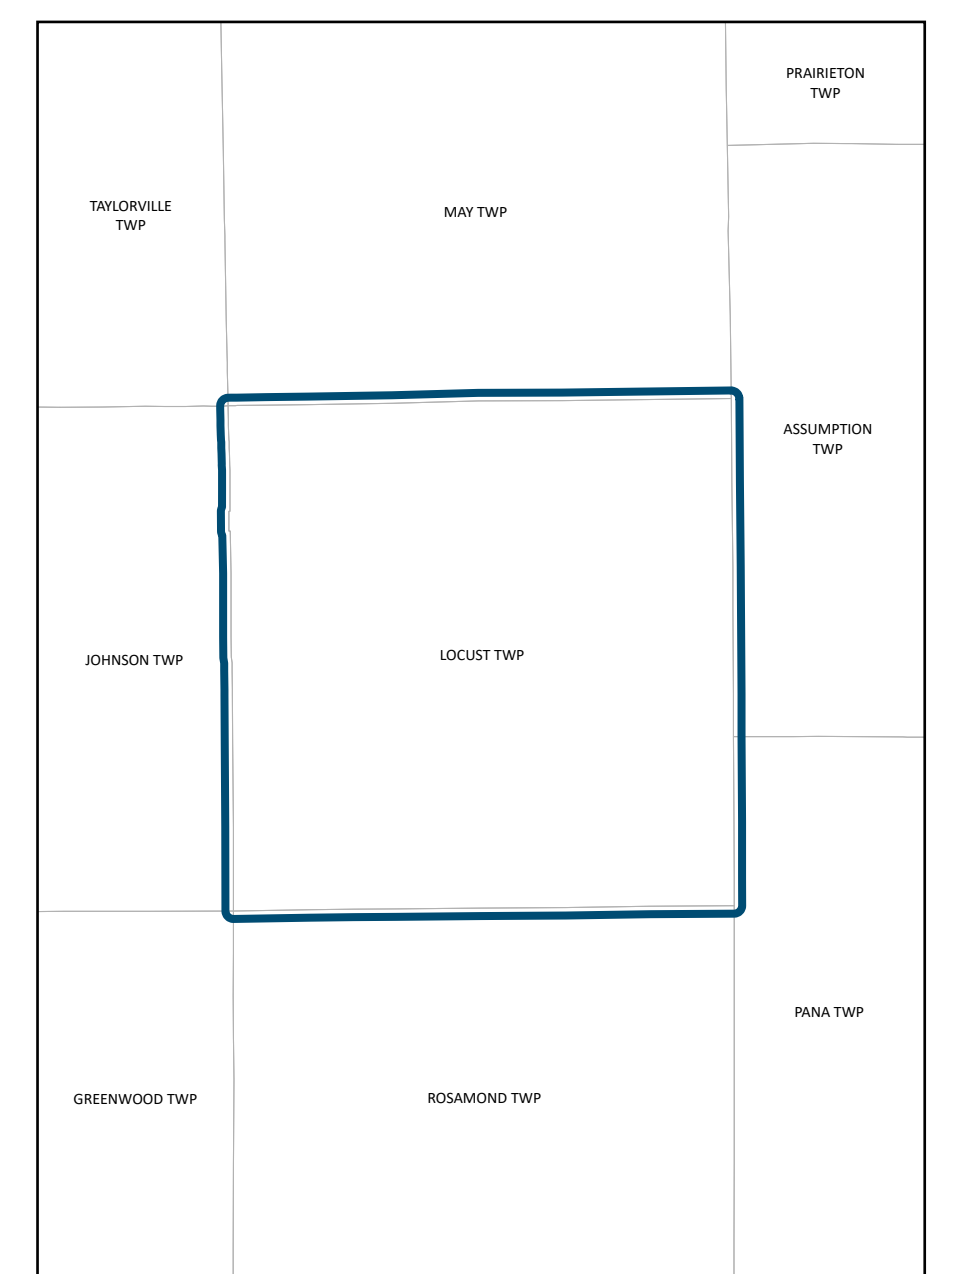 PRAIRIETON
TWP
TAYLORVILLE
TWP
MAY TWP
ASSUMPTION
TWP
JOHNSON TWP
LOCUST TWP
PANA TWP
GREENWOOD TWP
ROSAMOND TWP